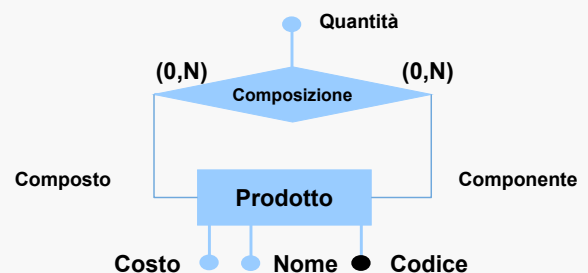 Quantità
(0,N) (0,N)
Composizione
Composto Componente
Prodotto
Costo Nome Codice